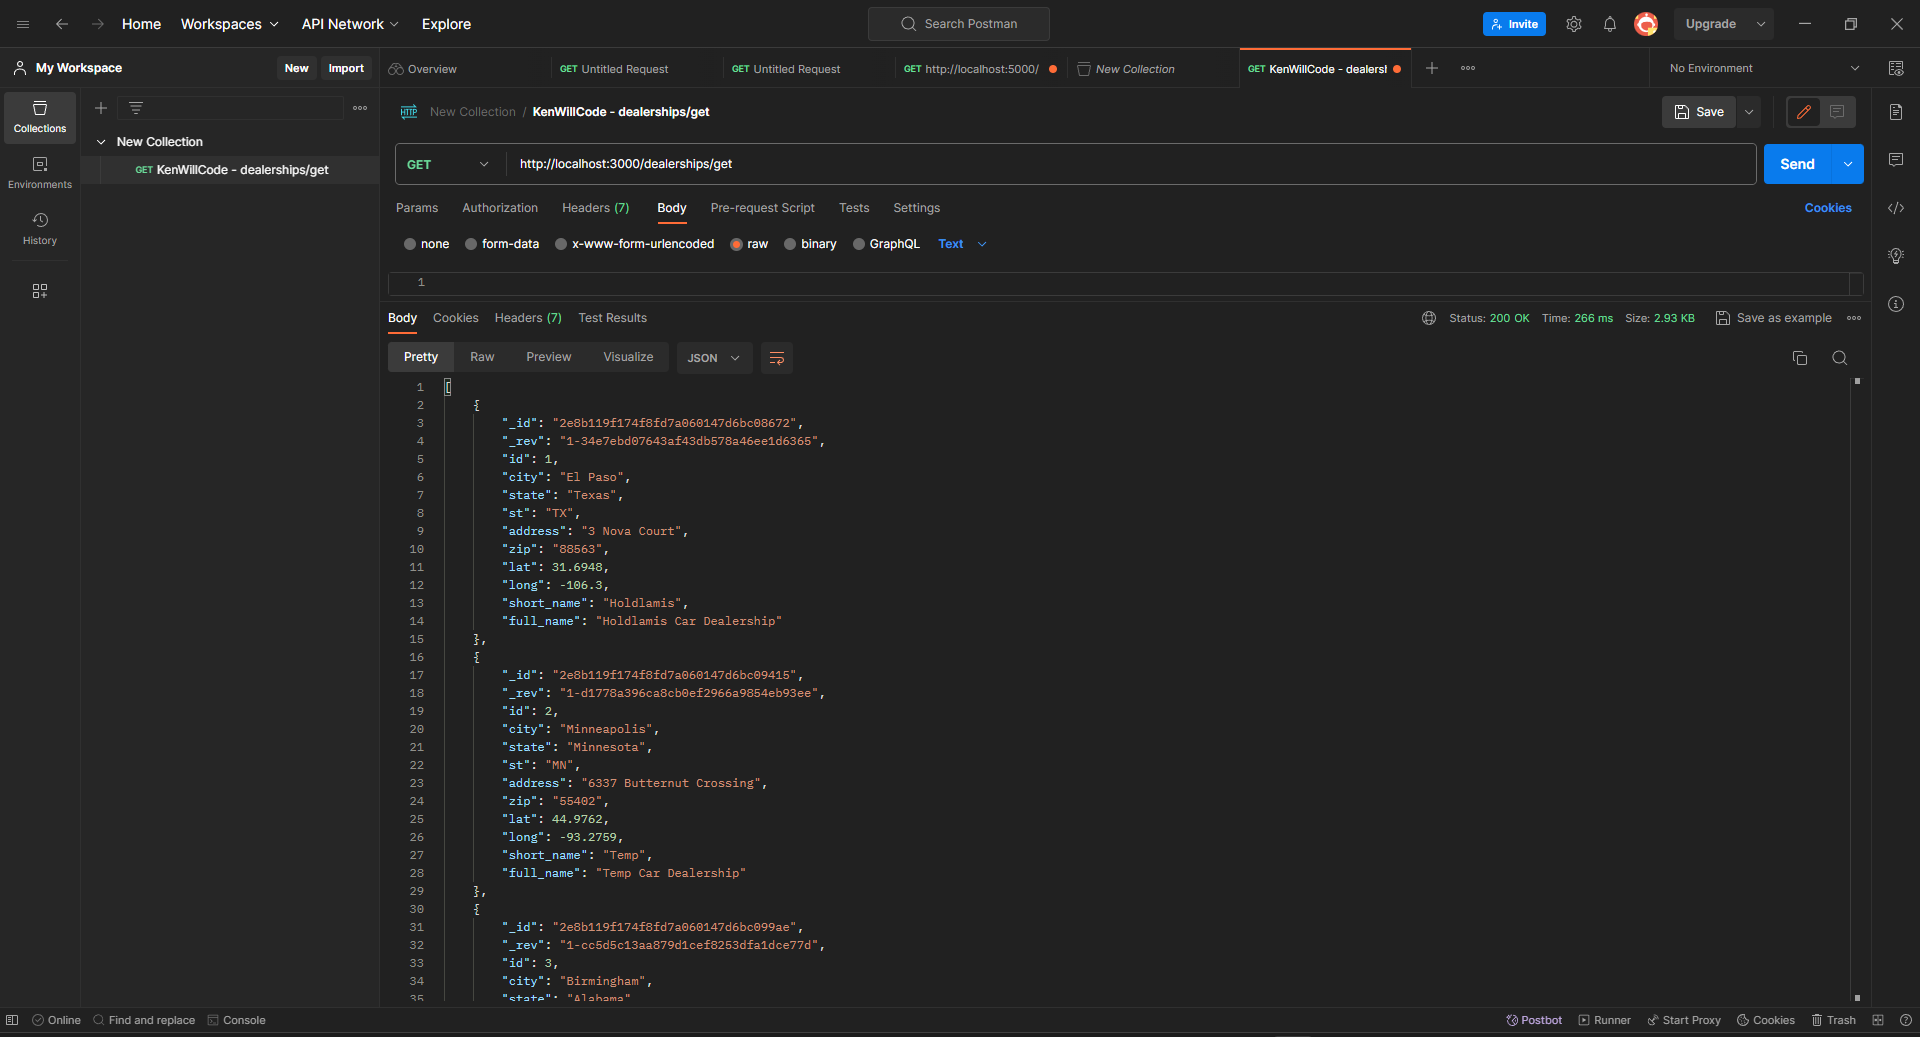 Home Workspaces API Network Explore Search Postman Invite Upgrade
My Workspace New Import Overview GET Untitled Request GET Untitled Request GET http://localhost:5000/ New Collection GET KenWillCode - dealersh No Environment
Collections
Environments
History
New Collection
GET KenWillCode - dealerships/get
HTTP New Collection / KenWillCode - dealerships/get Save
GET http://localhost:3000/dealerships/get Send
Params Authorization Headers (7) Body Pre-request Script Tests Settings Cookies
none form-data x-www-form-urlencoded raw binary GraphQL Text
1
Body Cookies Headers (7) Test Results Status: 200 OK Time: 266 ms Size: 2.93 KB Save as example
Pretty Raw Preview Visualize JSON
1 [
2 {
3 "_id": "2e8b119f174f8fd7a060147d6bc08672",
4 "_rev": "1-34e7ebd07643af43db578a46ee1d6365",
5 "id": 1,
6 "city": "El Paso",
7 "state": "Texas",
8 "st": "TX",
9 "address": "3 Nova Court",
10 "zip": "88563",
11 "lat": 31.6948,
12 "long": -106.3,
13 "short_name": "Holdlamis",
14 "full_name": "Holdlamis Car Dealership"
15 },
16 {
17 "_id": "2e8b119f174f8fd7a060147d6bc09415",
18 "_rev": "1-d1778a396ca8cb0ef2966a9854eb93ee",
19 "id": 2,
20 "city": "Minneapolis",
21 "state": "Minnesota",
22 "st": "MN",
23 "address": "6337 Butternut Crossing",
24 "zip": "55402",
25 "lat": 44.9762,
26 "long": -93.2759,
27 "short_name": "Temp",
28 "full_name": "Temp Car Dealership"
29 },
30 {
31 "_id": "2e8b119f174f8fd7a060147d6bc099ae",
32 "_rev": "1-cc5d5c13aa879d1cef8253dfa1dce77d",
33 "id": 3,
34 "city": "Birmingham",
35 "state": "Alabama"
Online Find and replace Console Postbot Runner Start Proxy Cookies Trash